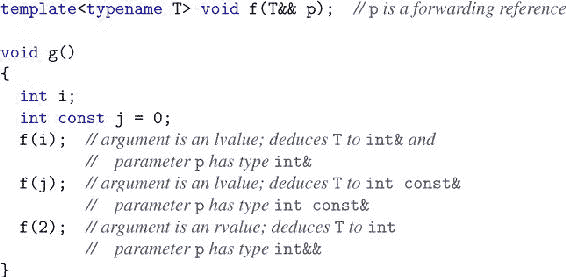 template<typename T> void f(T&& p);  // p is a forwarding reference
void g()
{
int i;
int const j = 0;
f(i);  // argument is an lvalue; deduces T to int& and
//   parameter p has type int&
f(j);  // argument is an lvalue; deduces T to int const&
//   parameter p has type int const&
f(2);  // argument is an rvalue; deduces T to int
//   parameter p has type int&&
}